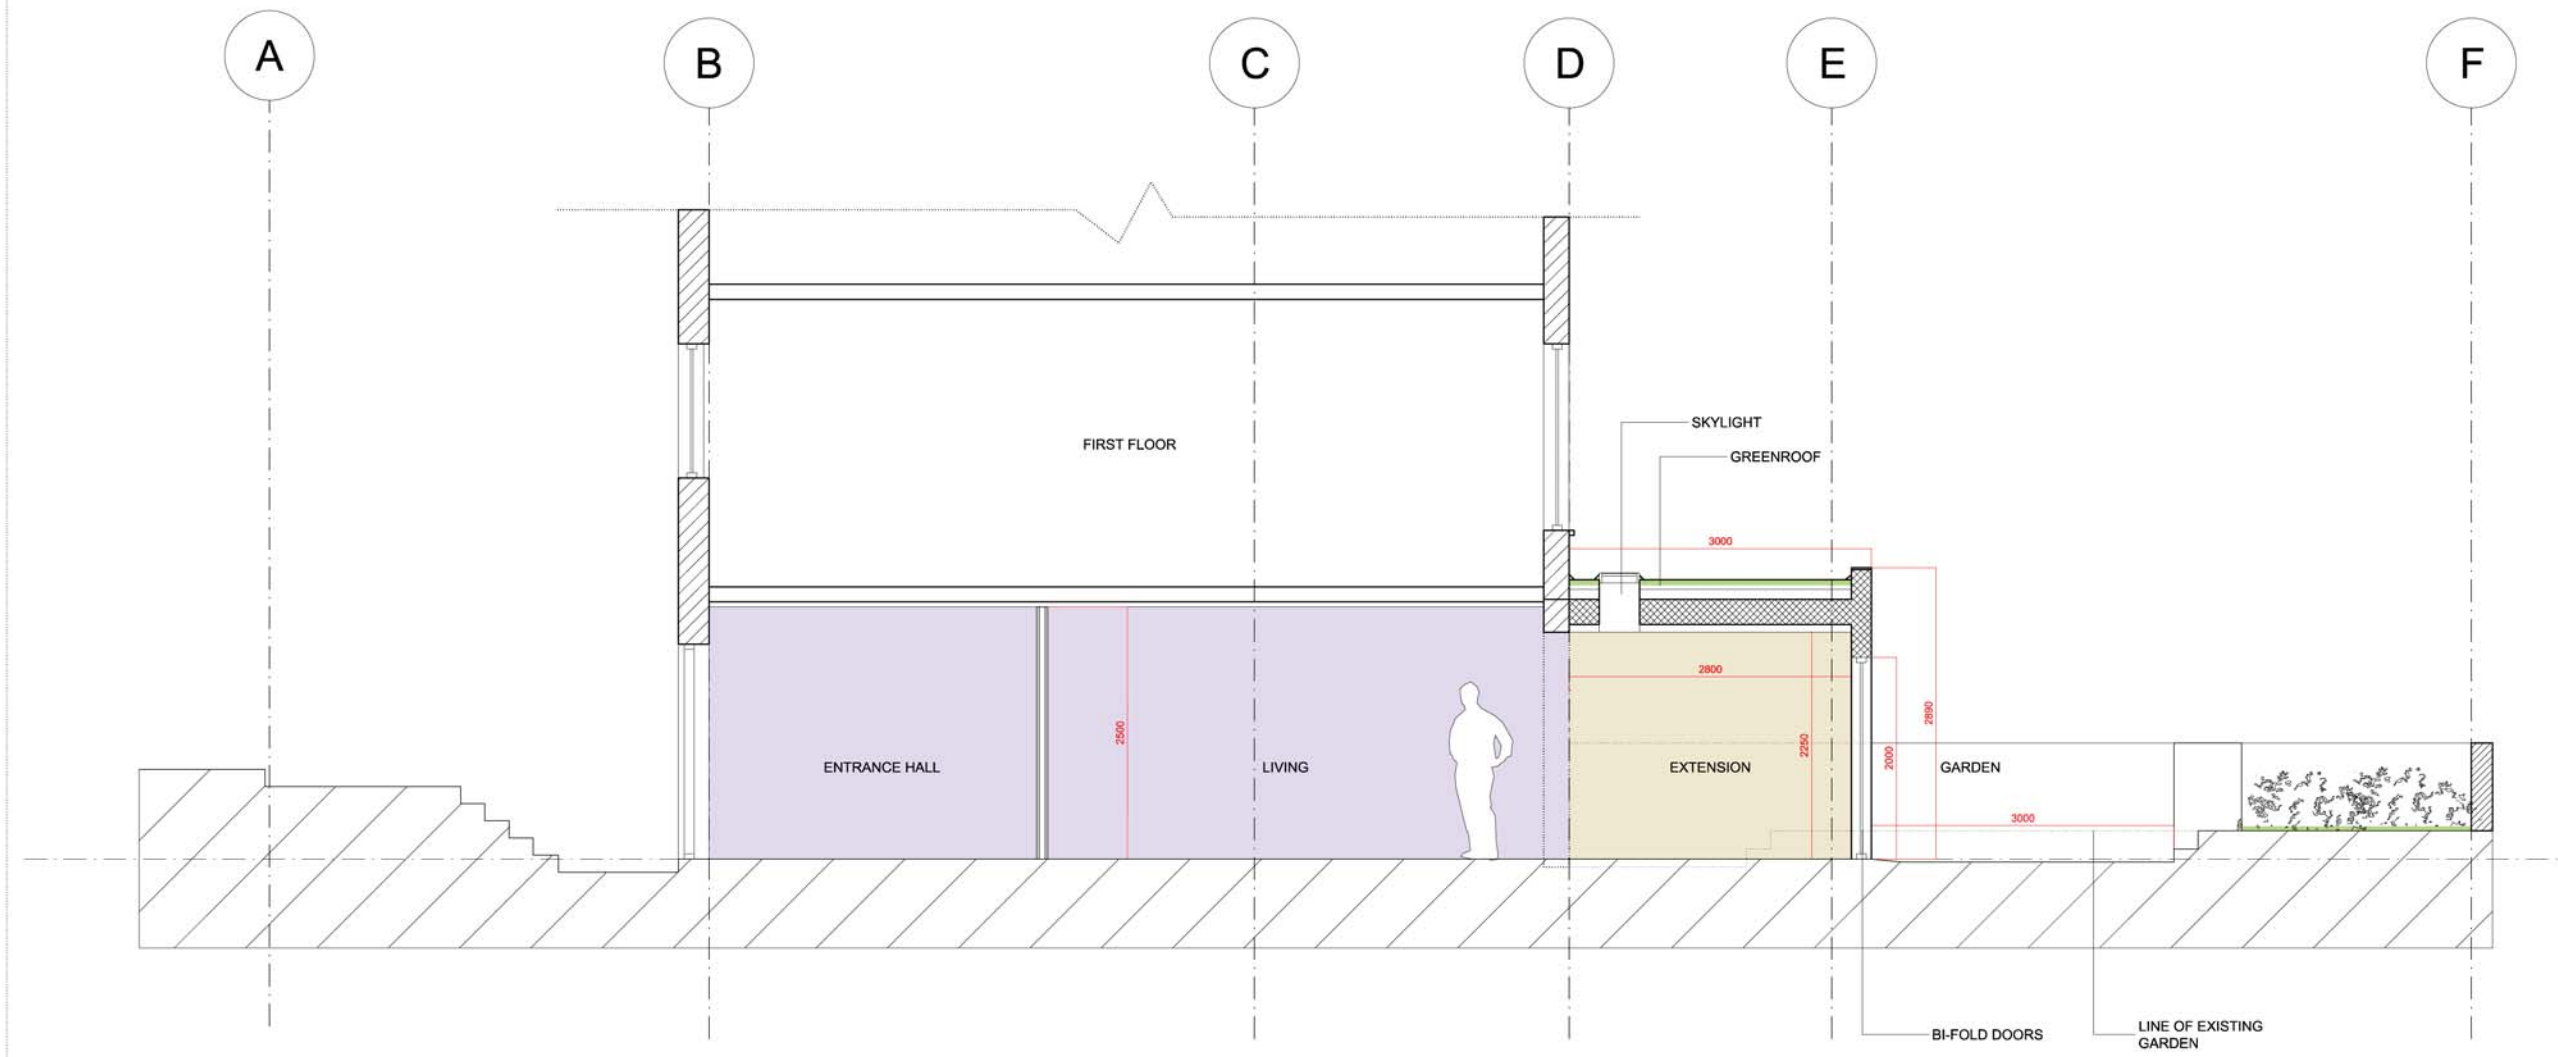 A
B
C
D
E
F
SKYLIGHT
FIRST FLOOR
GREENROOF
3000
2800
2500
2250
2000
2890
ENTRANCE HALL
LIVING
EXTENSION
GARDEN
3000
BI-FOLD DOORS
LINE OF EXISTING
GARDEN